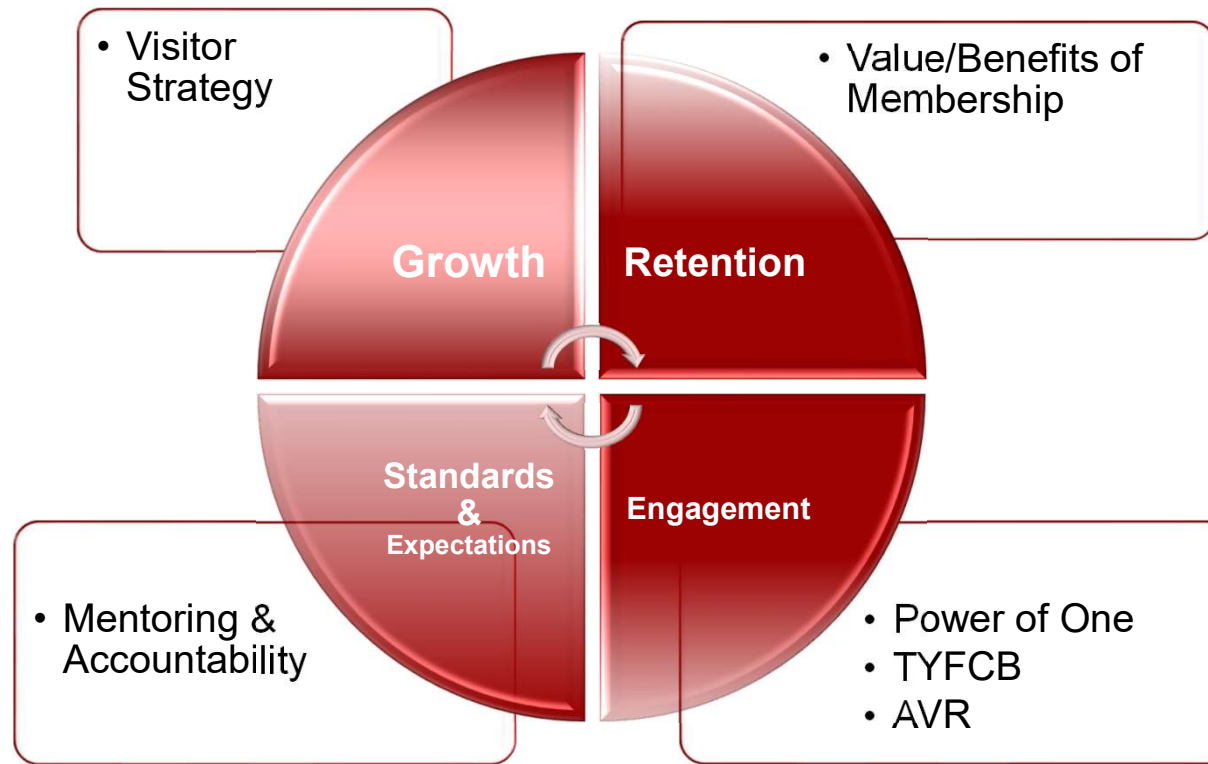 • Visitor
Strategy
• Value/Benefits of
Membership
Growth
Retention
Standards
&
Expectations
Engagement
• Mentoring &
Accountability
• Power of One
• TYFCB
• AVR